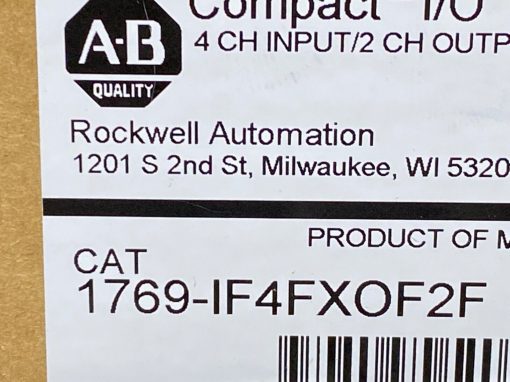 Compact I/O
A-B
QUALITY
4 CH INPUT/2 CH OUTP
Rockwell Automation
1201 S 2nd St, Milwaukee, WI 5320
PRODUCT OF M
CAT
1769-IF4FXOF2F